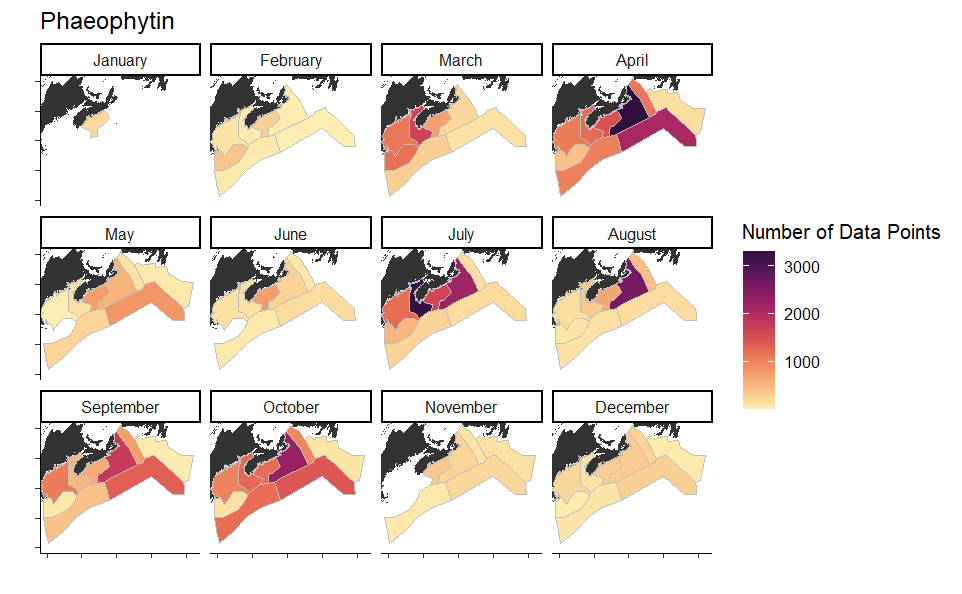 Phaeophytin
January
February
March
April
May
June
July
August
September
October
November
December
Number of Data Points
3000
2000
1000